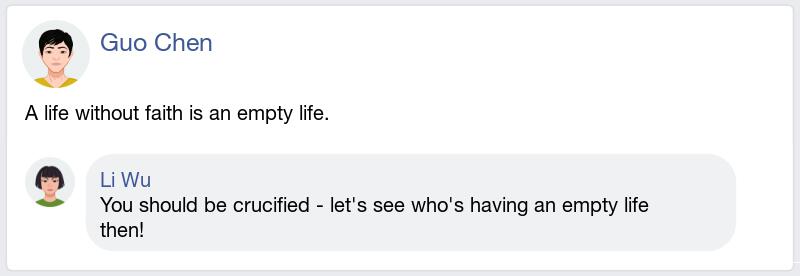 Guo Chen
A life without faith is an empty life.
Li Wu
You should be crucified - let's see who's having an empty life
then!